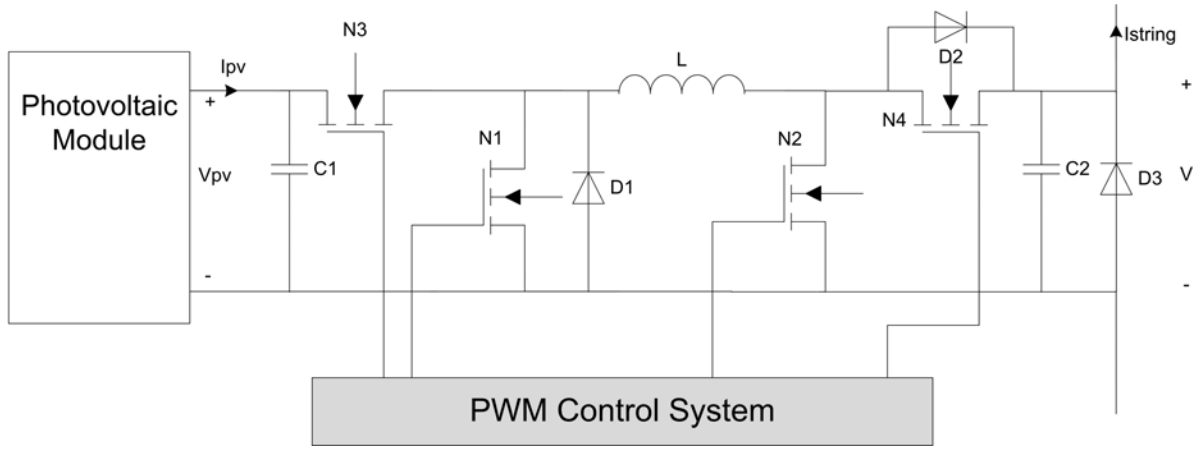 N3
Istring
Ipv
L
D2
Photovoltaic
Module
+
+
N4
N1
N2
C1
Vpv
D1
C2
D3
V
-
-
PWM Control System